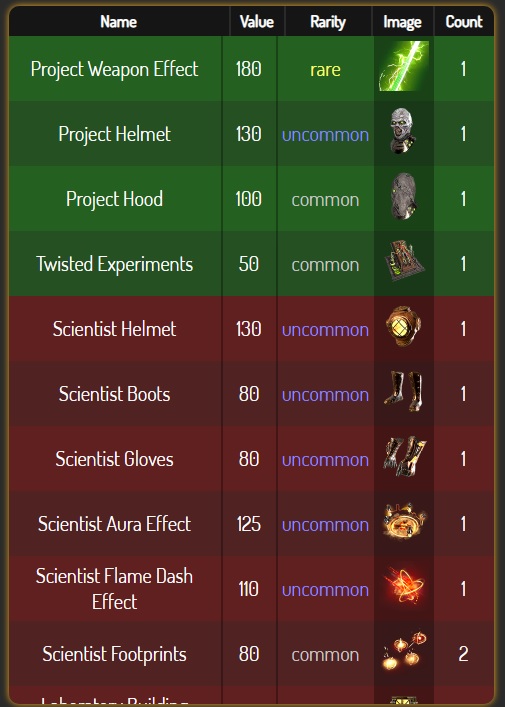 Name Value Rarity Image Count
Project Weapon Effect 180 rare 1
Project Helmet 130 uncommon 1
Project Hood 100 common 1
Twisted Experiments 50 common 1
Scientist Helmet 130 uncommon 1
Scientist Boots 80 uncommon 1
Scientist Gloves 80 uncommon 1
Scientist Aura Effect 125 uncommon 1
Scientist Flame Dash
Effect 110 uncommon 1
Scientist Footprints 80 common 2
Laboratory Building